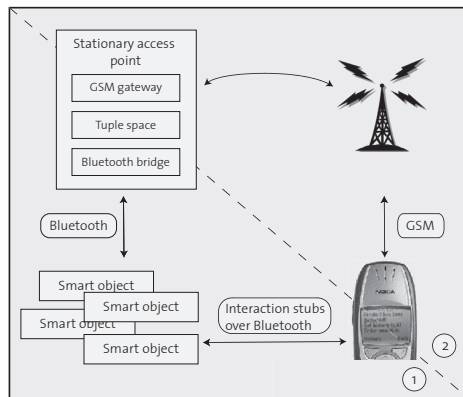 Stationary access
point
GSM gateway
Tuple space
Bluetooth bridge
Bluetooth
GSM
Smart object
Smart object
Smart object
Smart object
Interaction stubs
over Bluetooth
NOKIA
2
1